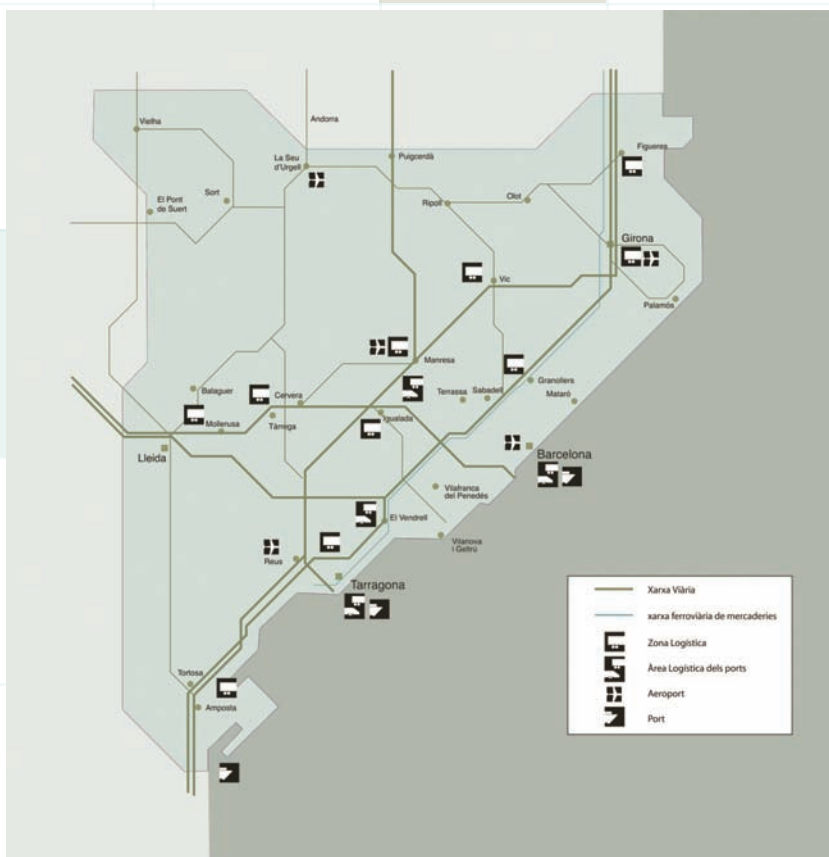 Andorra
Vielha
La Seu
d'Urgell
Puigcerdà
Figueres
Sort
El Pont
de Suert
Ripoll
Olot
Girona
Vic
Palamós
Manresa
Balaguer
Cervera
Terrassa
Sabadell
Granollers
Mataró
Mollerusa
Tàrrega
Igualada
Lleida
Barcelona
Vilafranca
del Penedès
El Vendrell
Vilanova
i Geltrú
Reus
Tarragona
Tortosa
Amposta
Xarxa Viària
xarxa ferroviària de mercaderies
Zona Logística
Àrea Logística dels ports
Aeroport
Port